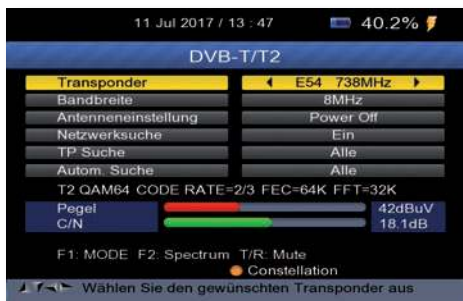 11 Jul 2017 / 13 : 47 40.2%
DVB-T/T2
Transponder E54 738MHz
Bandbreite 8MHz
Antenneneinstellung Power Off
Netzwerksuche Ein
TP Suche Alle
Autom. Suche Alle
T2 QAM64 CODE RATE=2/3 FEC=64K FFT=32K
Pegel 42dBuV
C/N 18.1dB
F1: MODE F2: Spectrum T/R: Mute
Constellation
Wählen Sie den gewünschten Transponder aus